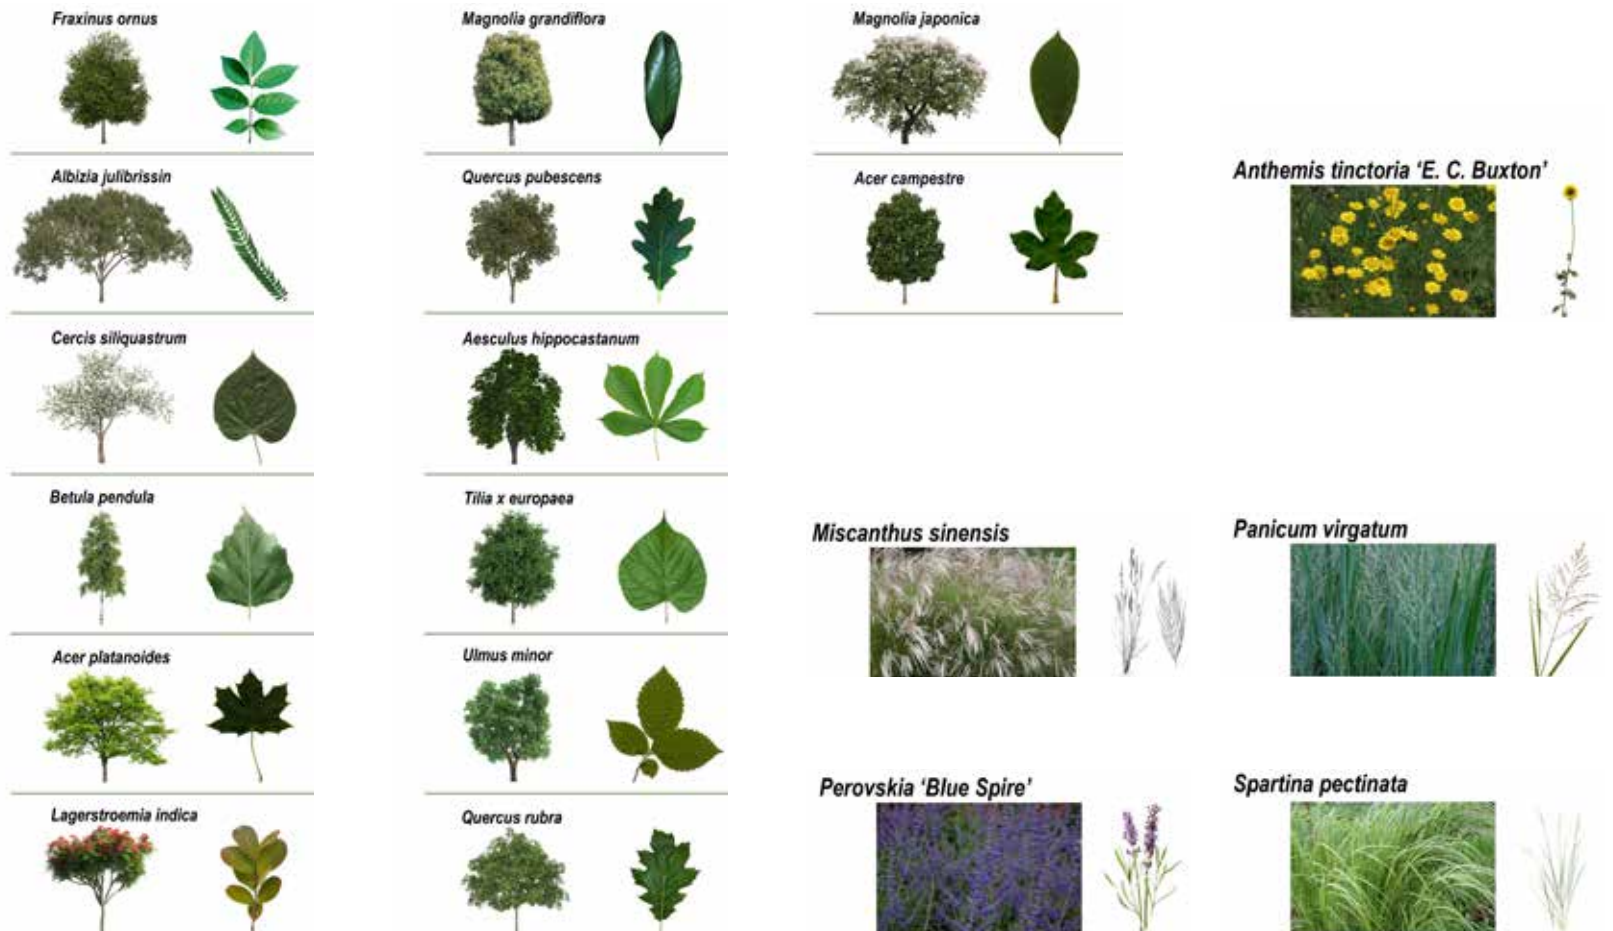 Fraxinus ornus
Magnolia grandiflora
Magnolia japonica
Albizia julibrissin
Quercus pubescens
Acer campestre
Anthemis tinctoria ‘E. C. Buxton’
Cercis siliquastrum
Aesculus hippocastanum
Betula pendula
Tilia x europaea
Miscanthus sinensis
Panicum virgatum
Acer platanoides
Ulmus minor
Perovskia ‘Blue Spire’
Spartina pectinata
Lagerstroemia indica
Quercus rubra